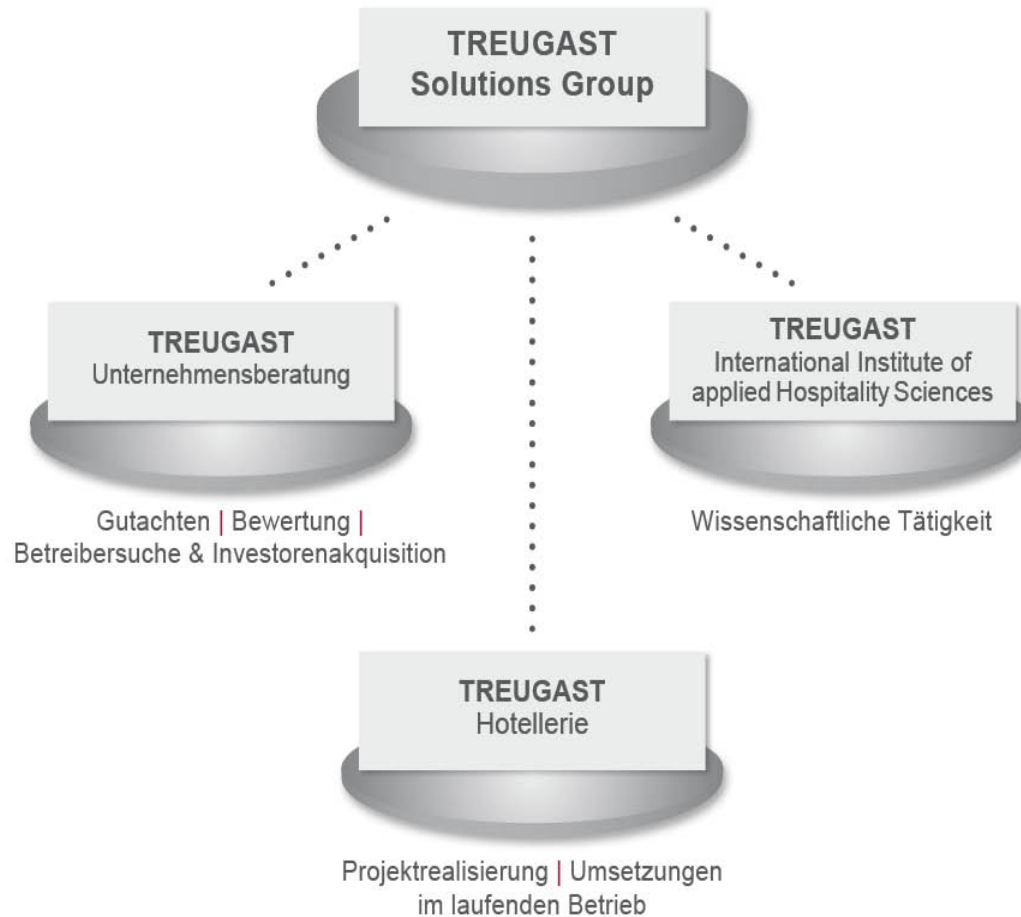 TREUGAST
Solutions Group
TREUGAST
Unternehmensberatung
Gutachten | Bewertung |
Betreibersuche & Investorenakquisition
TREUGAST
International Institute of
applied Hospitality Sciences
Wissenschaftliche Tätigkeit
TREUGAST
Hotellerie
Projektrealisierung | Umsetzungen
im laufenden Betrieb